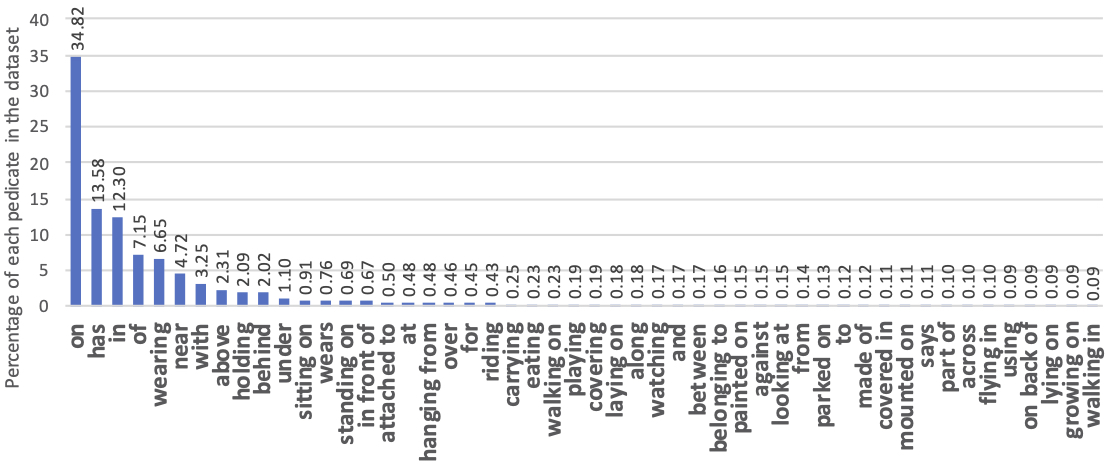 Percentage of each pedicate in the dataset
40
35
30
25
20
15
10
5
0
34.82
13.58
12.30
7.15
6.65
4.72
3.25
2.31
2.09
2.02
1.10
0.91
0.76
0.69
0.67
0.50
0.48
0.48
0.46
0.45
0.43
0.25
0.23
0.23
0.19
0.19
0.18
0.18
0.17
0.17
0.17
0.16
0.15
0.15
0.15
0.14
0.13
0.12
0.12
0.11
0.11
0.11
0.10
0.10
0.10
0.09
0.09
0.09
0.09
0.09
on
has
in
of
wearing
near
with
above
holding
behind
under
sitting on
wears
standing on
in front of
attached to
at
hanging from
over
for
riding
carrying
eating
walking on
playing
covering
laying on
along
watching
and
between
belonging to
painted on
against
looking at
from
parked on
to
made of
covered in
mounted on
says
part of
across
flying in
using
on back of
lying on
growing on
walking in